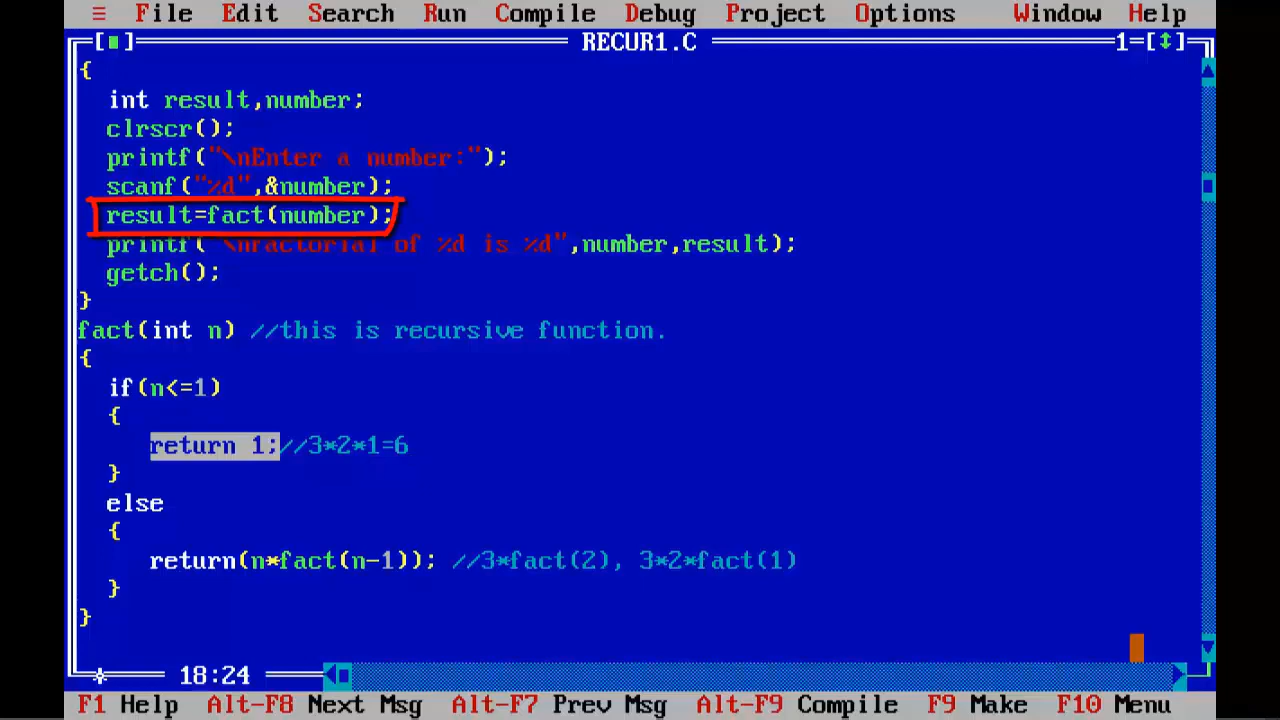 ≡ File Edit Search Run Compile Debug Project Options Window Help
[■] RECUR1.C 1=[↕]
{
int result,number;
clrscr();
printf("\nEnter a number:");
scanf("%d",&number);
result=fact(number);
printf("\nFactorial of %d is %d",number,result);
getch();
}
fact(int n) //this is recursive function.
{
if(n<=1)
{
return 1;//3*2*1=6
}
else
{
return(n*fact(n-1)); //3*fact(2), 3*2*fact(1)
}
}
18:24
F1 Help Alt-F8 Next Msg Alt-F7 Prev Msg Alt-F9 Compile F9 Make F10 Menu